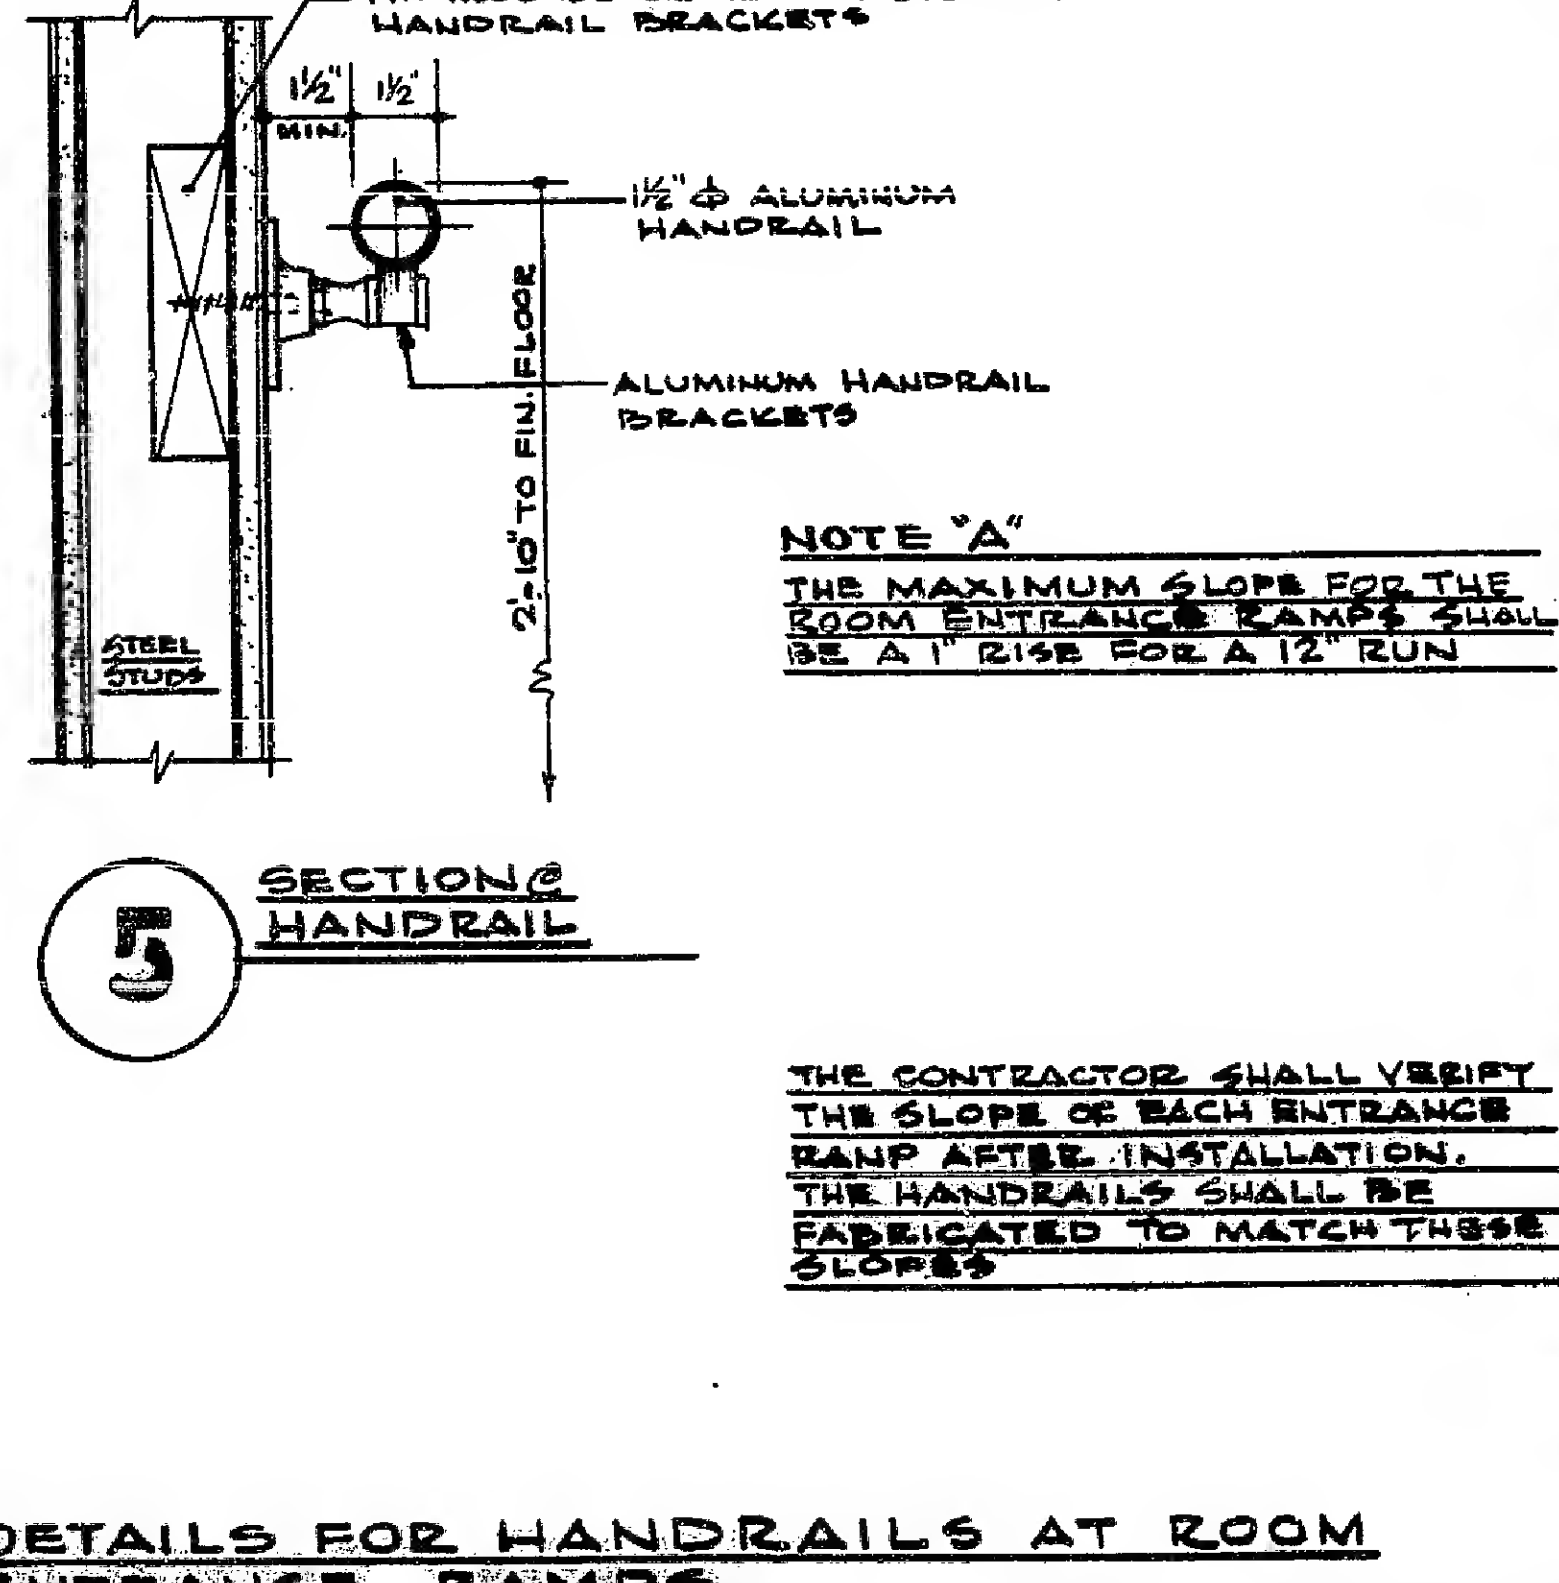 HANDRAIL BRACKETS
1½" 1½"
MIN.
1½" ⌀ ALUMINUM
HANDRAIL
2'-10" TO FIN. FLOOR
ALUMINUM HANDRAIL
BRACKETS
NOTE "A"
THE MAXIMUM SLOPE FOR THE
ROOM ENTRANCE RAMPS SHALL
BE A 1" RISE FOR A 12" RUN
STEEL
STUDS
5
SECTION @
HANDRAIL
THE CONTRACTOR SHALL VERIFY
THE SLOPE OF EACH ENTRANCE
RAMP AFTER INSTALLATION.
THE HANDRAILS SHALL BE
FABRICATED TO MATCH THESE
SLOPES
DETAILS FOR HANDRAILS AT ROOM
ENTRANCE RAMPS